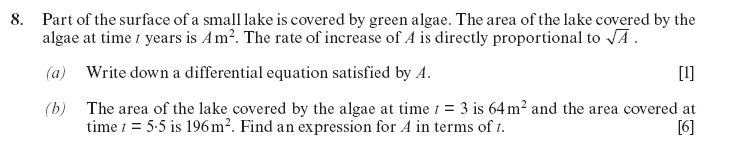 8. Part of the surface of a small lake is covered by green algae. The area of the lake covered by the
algae at time t years is A m². The rate of increase of A is directly proportional to √A .
(a) Write down a differential equation satisfied by A. [1]
(b) The area of the lake covered by the algae at time t = 3 is 64 m² and the area covered at
time t = 5·5 is 196 m². Find an expression for A in terms of t. [6]